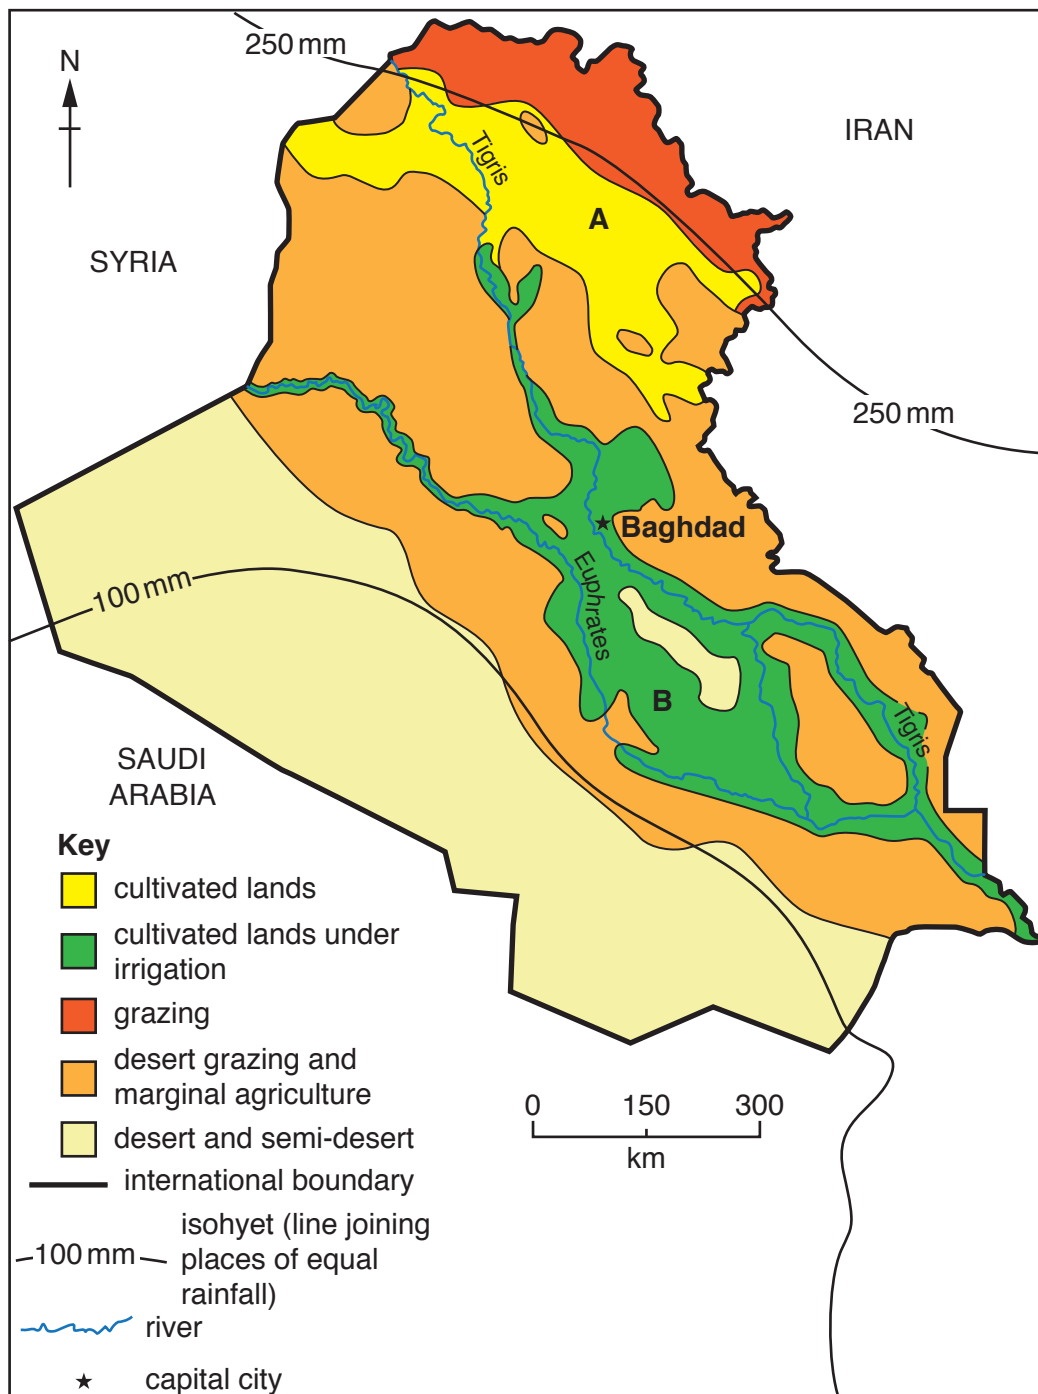 250 mm
N
IRAN
Tigris
A
SYRIA
250 mm
Baghdad
Euphrates
100 mm
B
Tigris
SAUDI
ARABIA
Key
cultivated lands
cultivated lands under
irrigation
grazing
desert grazing and
marginal agriculture
desert and semi-desert
international boundary
isohyet (line joining
100 mm
places of equal
rainfall)
river
capital city
0 150 300
km